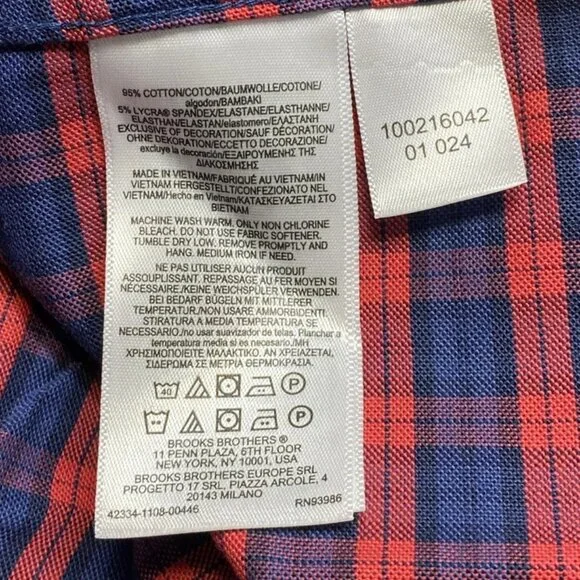 95% COTTON/COTON/BAUMWOLLE/COTONE/
algodon/BAMBAKI
5% LYCRA® SPANDEX/ELASTANE/ELASTHANNE/
ELASTHAN/ELASTAN/elastomero/ΕΛΑΣΤΑΝΗ
EXCLUSIVE OF DECORATION/SAUF DÉCORATION/
OHNE DEKORATION/ECCETTO DECORAZIONE/
excluye la decoración/ΕΞΑΙΡΟΥΜΕΝΗΣ ΤΗΣ
ΔΙΑΚΟΣΜΗΣΗΣ
MADE IN VIETNAM/FABRIQUÉ AU VIETNAM/IN
VIETNAM HERGESTELLT/CONFEZIONATO NEL
VIETNAM/Hecho en Vietnam/ΚΑΤΑΣΚΕΥΑΖΕΤΑΙ ΣΤΟ
ΒΙΕΤΝΑΜ
MACHINE WASH WARM. ONLY NON CHLORINE
BLEACH. DO NOT USE FABRIC SOFTENER.
TUMBLE DRY LOW. REMOVE PROMPTLY AND
HANG. MEDIUM IRON IF NEED.
NE PAS UTILISER AUCUN PRODUIT
ASSOUPLISSANT. REPASSAGE AU FER MOYEN SI
NÉCESSAIRE./KEINE WEICHSPÜLER VERWENDEN.
BEI BEDARF BÜGELN MIT MITTLERER
TEMPERATUR./NON USARE AMMORBIDENTI.
STIRATURA A MEDIA TEMPERATURA SE
NECESSARIO./no usar suavizador de telas. Planchar a
temperatura media si es necesario./ΜΗ
ΧΡΗΣΙΜΟΠΟΙΕΙΤΕ ΜΑΛΑΚΤΙΚΟ. ΑΝ ΧΡΕΙΑΖΕΤΑΙ,
ΣΙΔΕΡΩΜΑ ΣΕ ΜΕΤΡΙΑ ΘΕΡΜΟΚΡΑΣΙΑ.
40 P
P
BROOKS BROTHERS ®
11 PENN PLAZA, 6TH FLOOR
NEW YORK, NY 10001, USA
BROOKS BROTHERS EUROPE SRL
PROGETTO 17 SRL, PIAZZA ARCOLE, 4
20143 MILANO
42334-1108-00446 RN93986
100216042
01 024